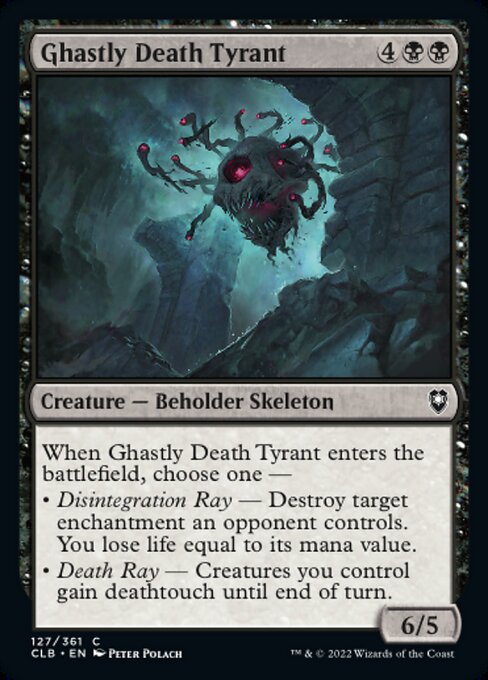 Ghastly Death Tyrant 4
Creature — Beholder Skeleton
When Ghastly Death Tyrant enters the
battlefield, choose one —
• Disintegration Ray — Destroy target
enchantment an opponent controls.
You lose life equal to its mana value.
• Death Ray — Creatures you control
gain deathtouch until end of turn.
6/5
127/361 C
CLB • EN Peter Polach
™ & © 2022 Wizards of the Coast